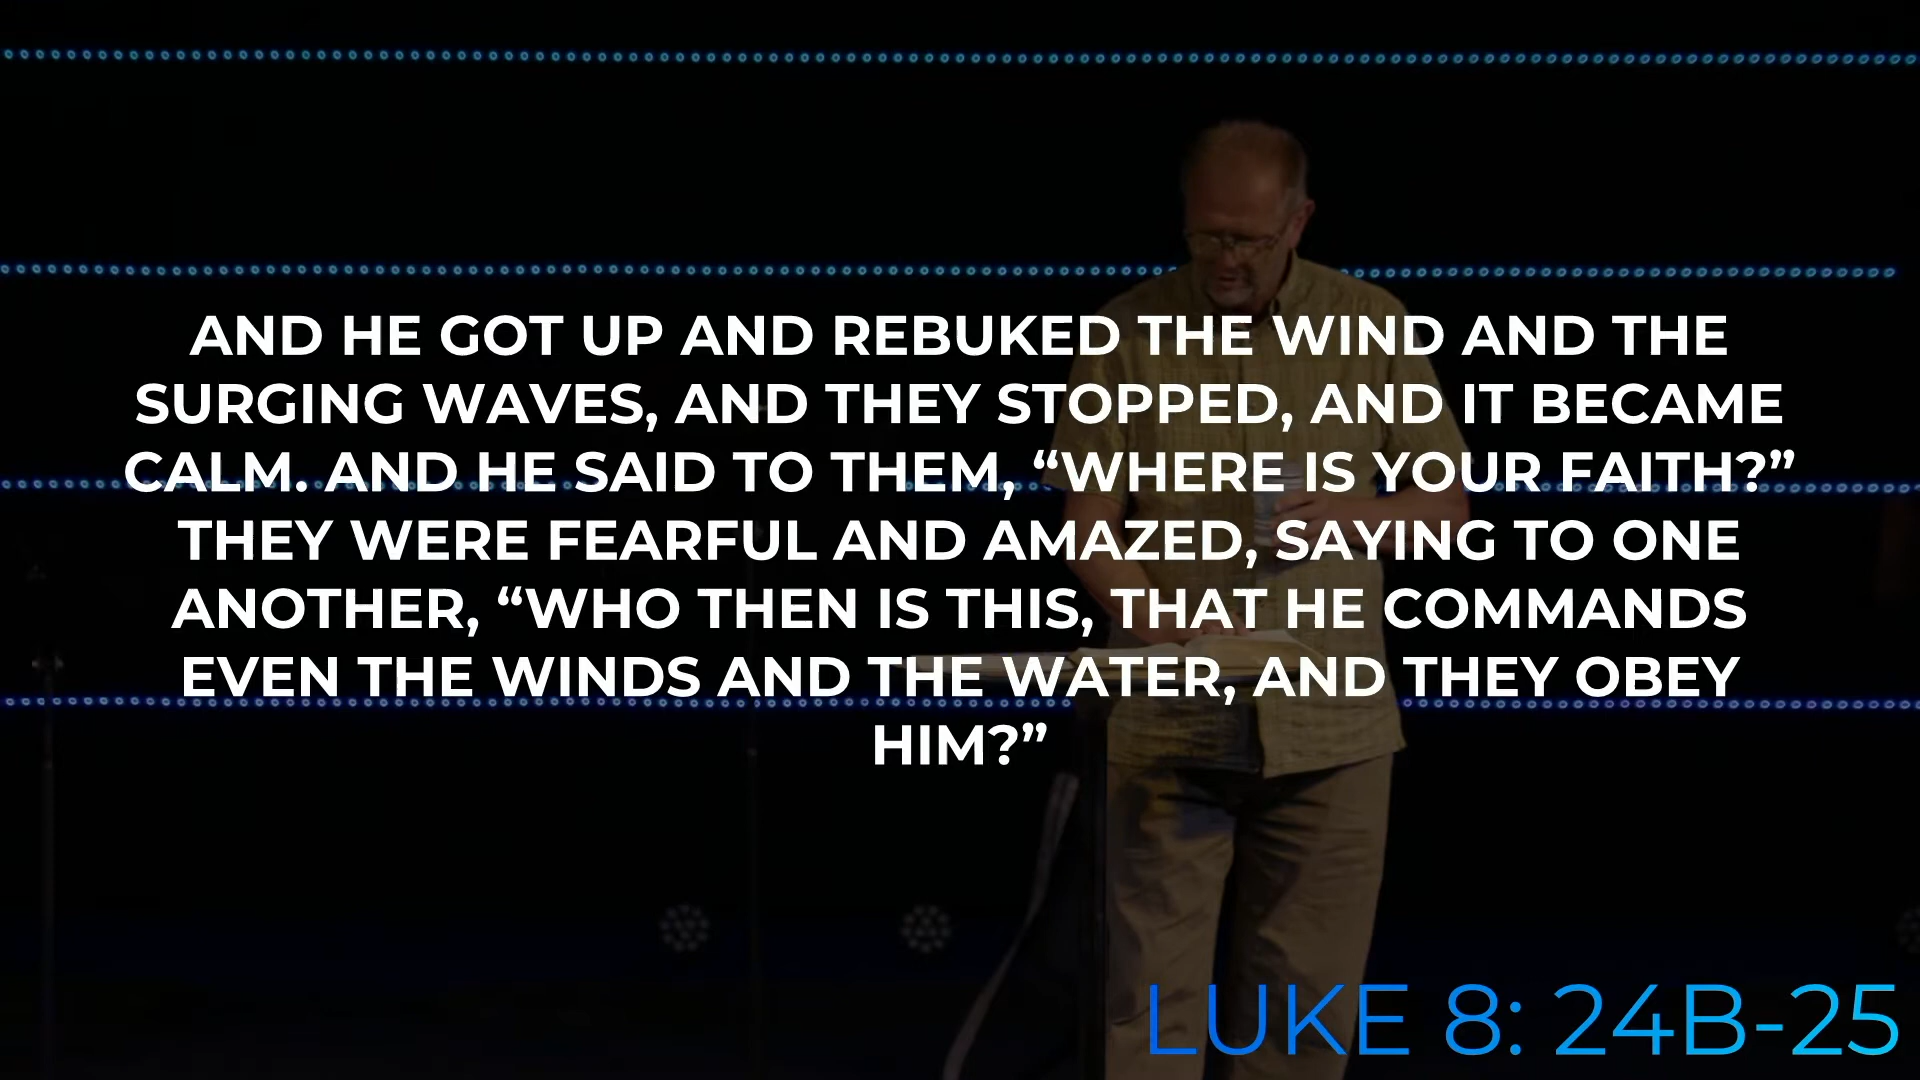 AND HE GOT UP AND REBUKED THE WIND AND THE
SURGING WAVES, AND THEY STOPPED, AND IT BECAME
CALM. AND HE SAID TO THEM, “WHERE IS YOUR FAITH?”
THEY WERE FEARFUL AND AMAZED, SAYING TO ONE
ANOTHER, “WHO THEN IS THIS, THAT HE COMMANDS
EVEN THE WINDS AND THE WATER, AND THEY OBEY
HIM?”
LUKE 8: 24B-25